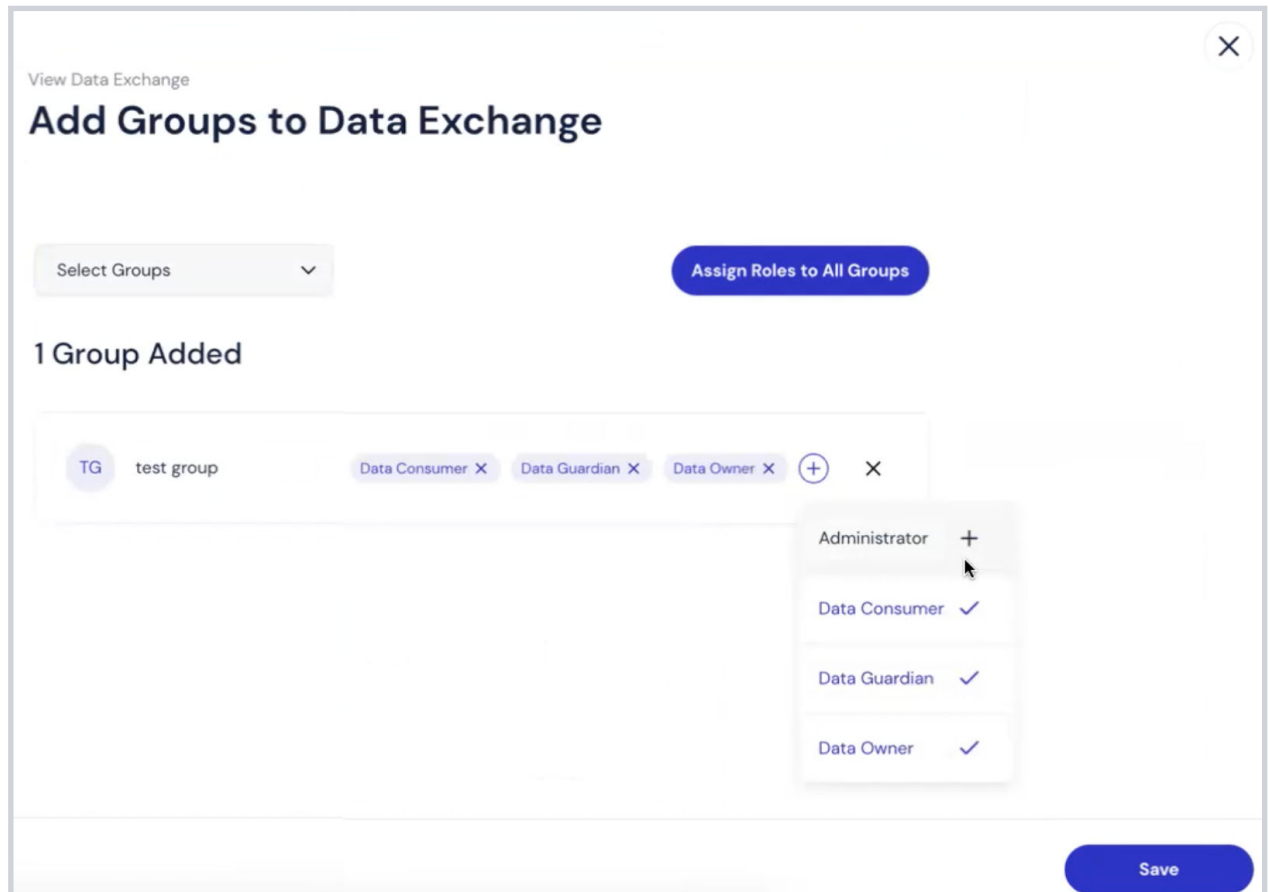 View Data Exchange
Add Groups to Data Exchange
Select Groups
Assign Roles to All Groups
1 Group Added
TG test group Data Consumer Data Guardian Data Owner
Administrator
Data Consumer
Data Guardian
Data Owner
Save